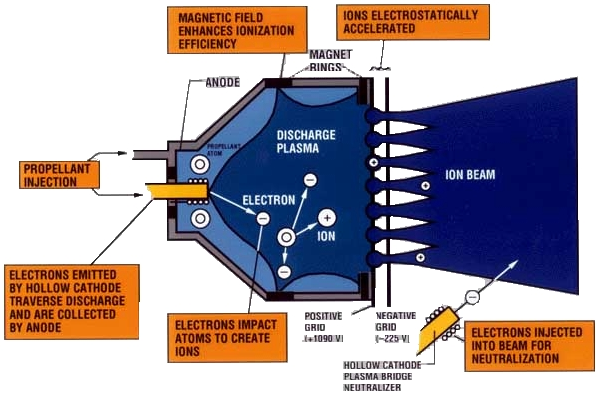 MAGNETIC FIELD
ENHANCES IONIZATION
EFFICIENCY
IONS ELECTROSTATICALLY
ACCELERATED
MAGNET
RINGS
ANODE
DISCHARGE
PLASMA
PROPELLANT
ATOM
PROPELLANT
INJECTION
ELECTRON
ION
ION BEAM
ELECTRONS EMITTED
BY HOLLOW CATHODE
TRAVERSE DISCHARGE
AND ARE COLLECTED
BY ANODE
ELECTRONS IMPACT
ATOMS TO CREATE
IONS
POSITIVE
GRID
(+1090 V)
NEGATIVE
GRID
(−225 V)
ELECTRONS INJECTED
INTO BEAM FOR
NEUTRALIZATION
HOLLOW CATHODE
PLASMA BRIDGE
NEUTRALIZER